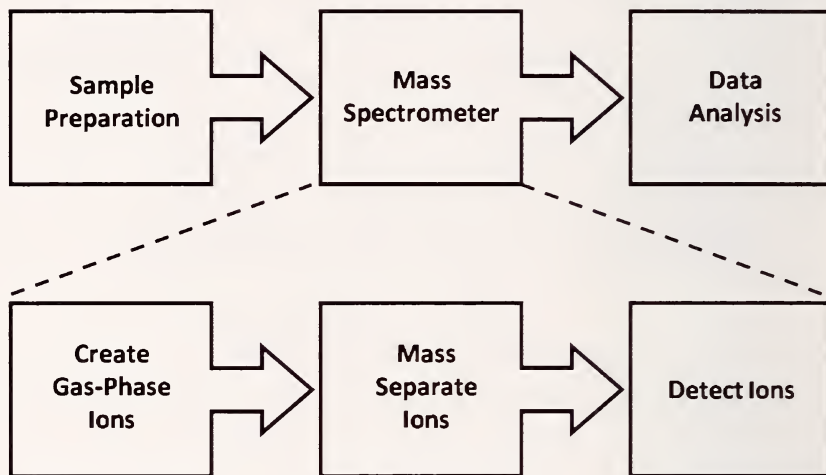 Sample
Preparation
Mass
Spectrometer
Data
Analysis
Create
Gas-Phase
Ions
Mass
Separate
Ions
Detect Ions